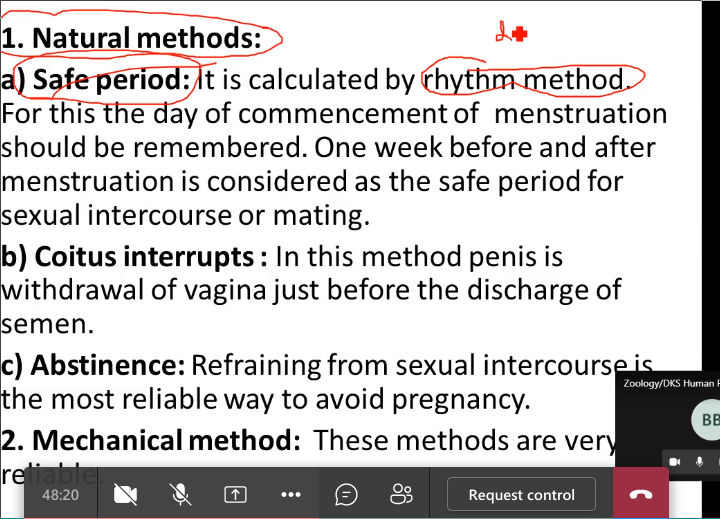 1. Natural methods:
a) Safe period: It is calculated by rhythm method.
For this the day of commencement of menstruation
should be remembered. One week before and after
menstruation is considered as the safe period for
sexual intercourse or mating.
b) Coitus interrupts : In this method penis is
withdrawal of vagina just before the discharge of
semen.
c) Abstinence: Refraining from sexual intercourse is
the most reliable way to avoid pregnancy.
Zoology/DKS Human
BB
2. Mechanical method: These methods are very
reliable.
48:20
Request control